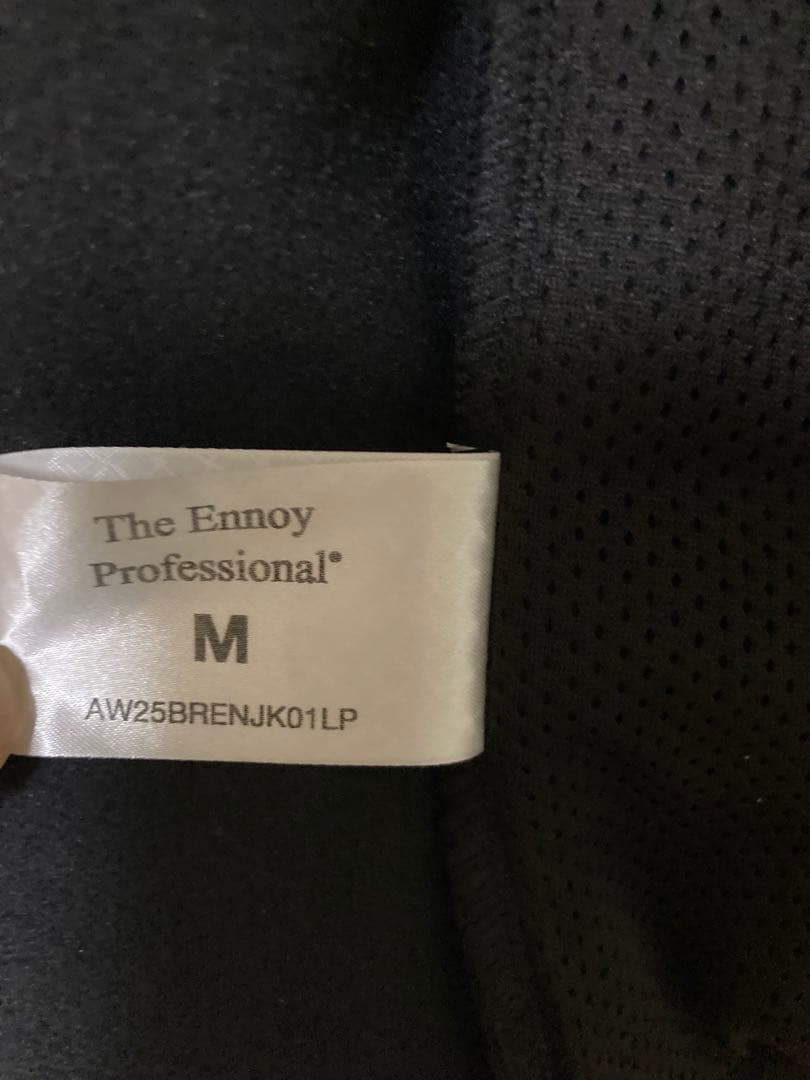 The Ennoy
Professional®
M
AW25BRENJK01LP